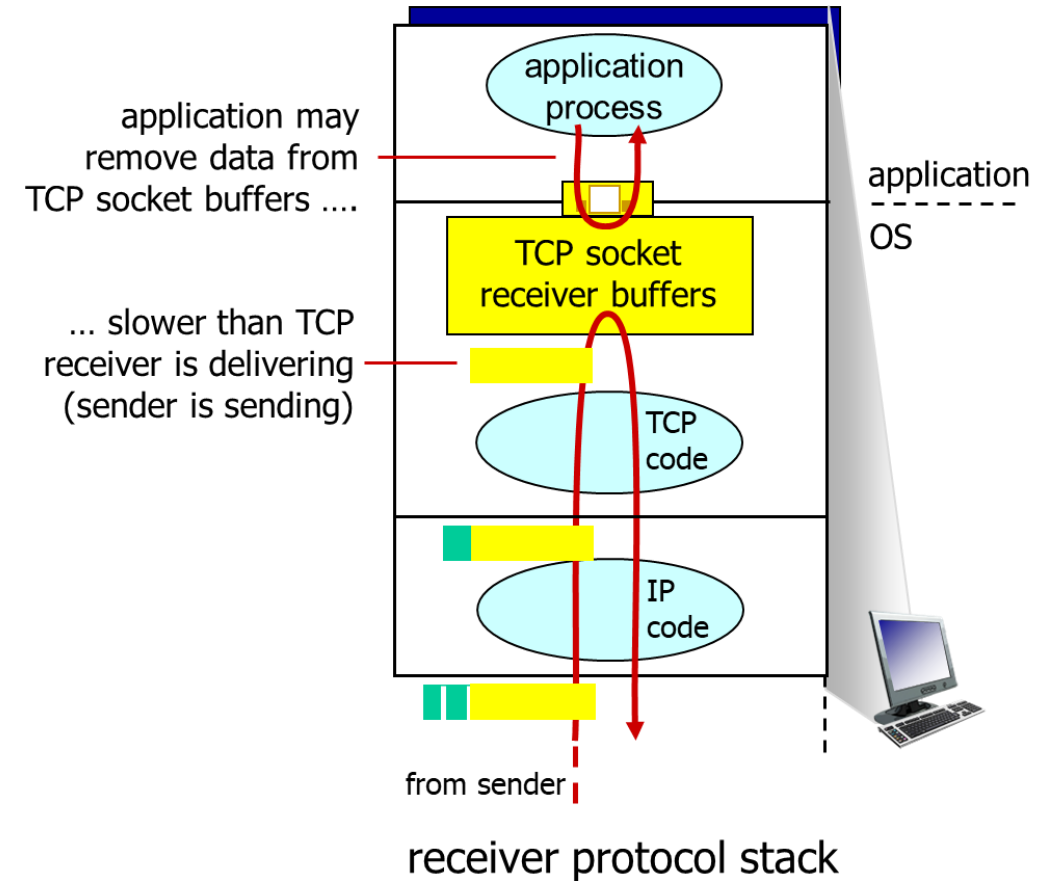 application
process
application may
remove data from
TCP socket buffers ….
application
OS
TCP socket
receiver buffers
… slower than TCP
receiver is delivering
(sender is sending)
TCP
code
IP
code
from sender
receiver protocol stack